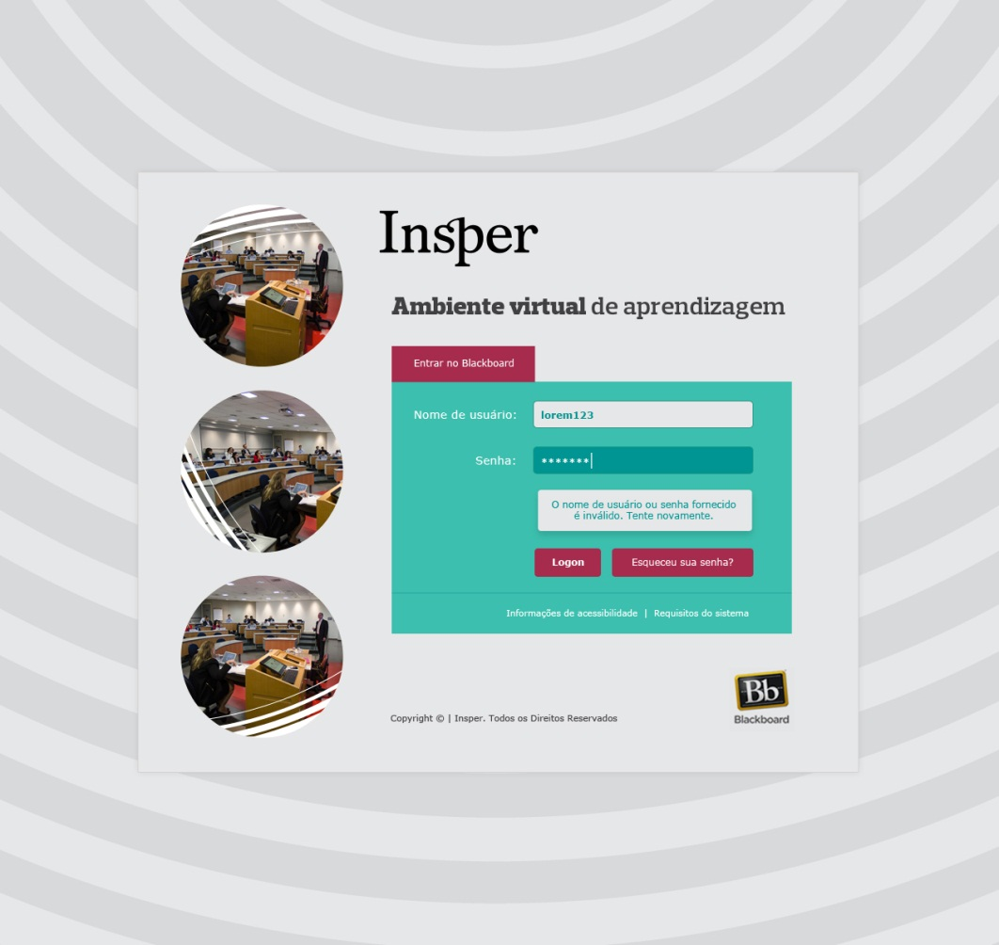 Insper
Ambiente virtual de aprendizagem
Entrar no Blackboard
Nome de usuário: lorem123
Senha: *******
O nome de usuário ou senha fornecido
é inválido. Tente novamente.
Logon Esqueceu sua senha?
Informações de acessibilidade | Requisitos do sistema
Bb
Blackboard
Copyright © | Insper. Todos os Direitos Reservados